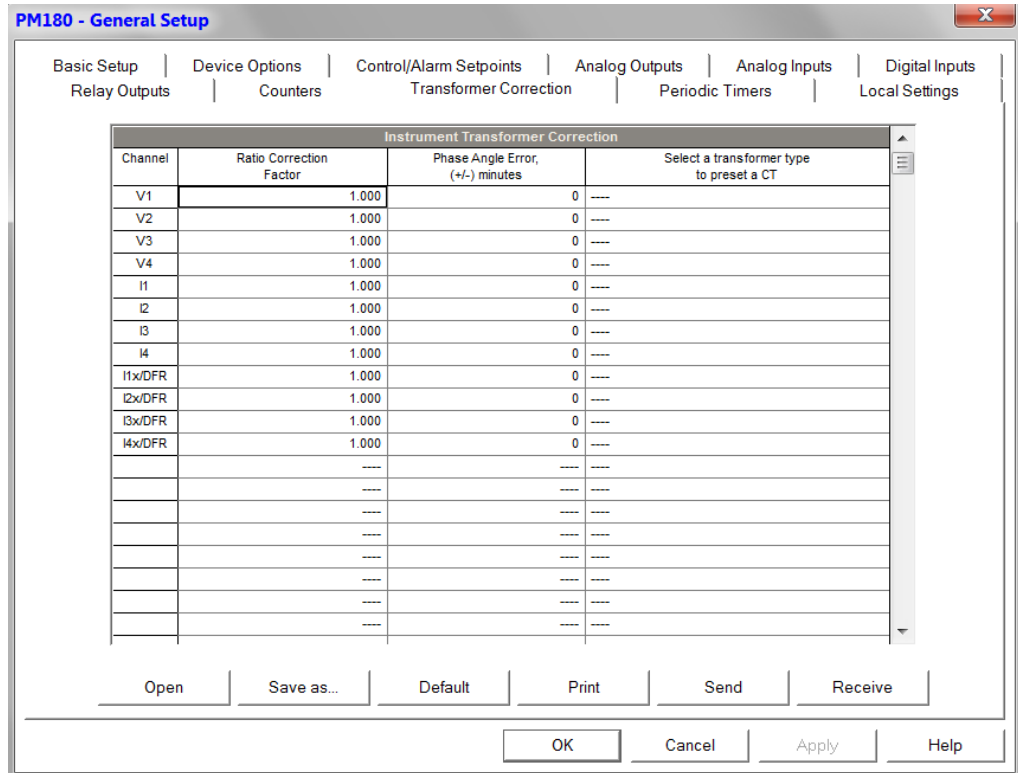 PM180 - General Setup
Basic Setup Device Options Control/Alarm Setpoints Analog Outputs Analog Inputs Digital Inputs
Relay Outputs Counters Transformer Correction Periodic Timers Local Settings
Instrument Transformer Correction
Channel Ratio Correction Factor Phase Angle Error, (+/-) minutes Select a transformer type to preset a CT
V1 1.000 0 ----
V2 1.000 0 ----
V3 1.000 0 ----
V4 1.000 0 ----
I1 1.000 0 ----
I2 1.000 0 ----
I3 1.000 0 ----
I4 1.000 0 ----
I1x/DFR 1.000 0 ----
I2x/DFR 1.000 0 ----
I3x/DFR 1.000 0 ----
I4x/DFR 1.000 0 ----
---- ---- ----
---- ---- ----
---- ---- ----
---- ---- ----
---- ---- ----
---- ---- ----
---- ---- ----
---- ---- ----
Open Save as... Default Print Send Receive
OK Cancel Apply Help